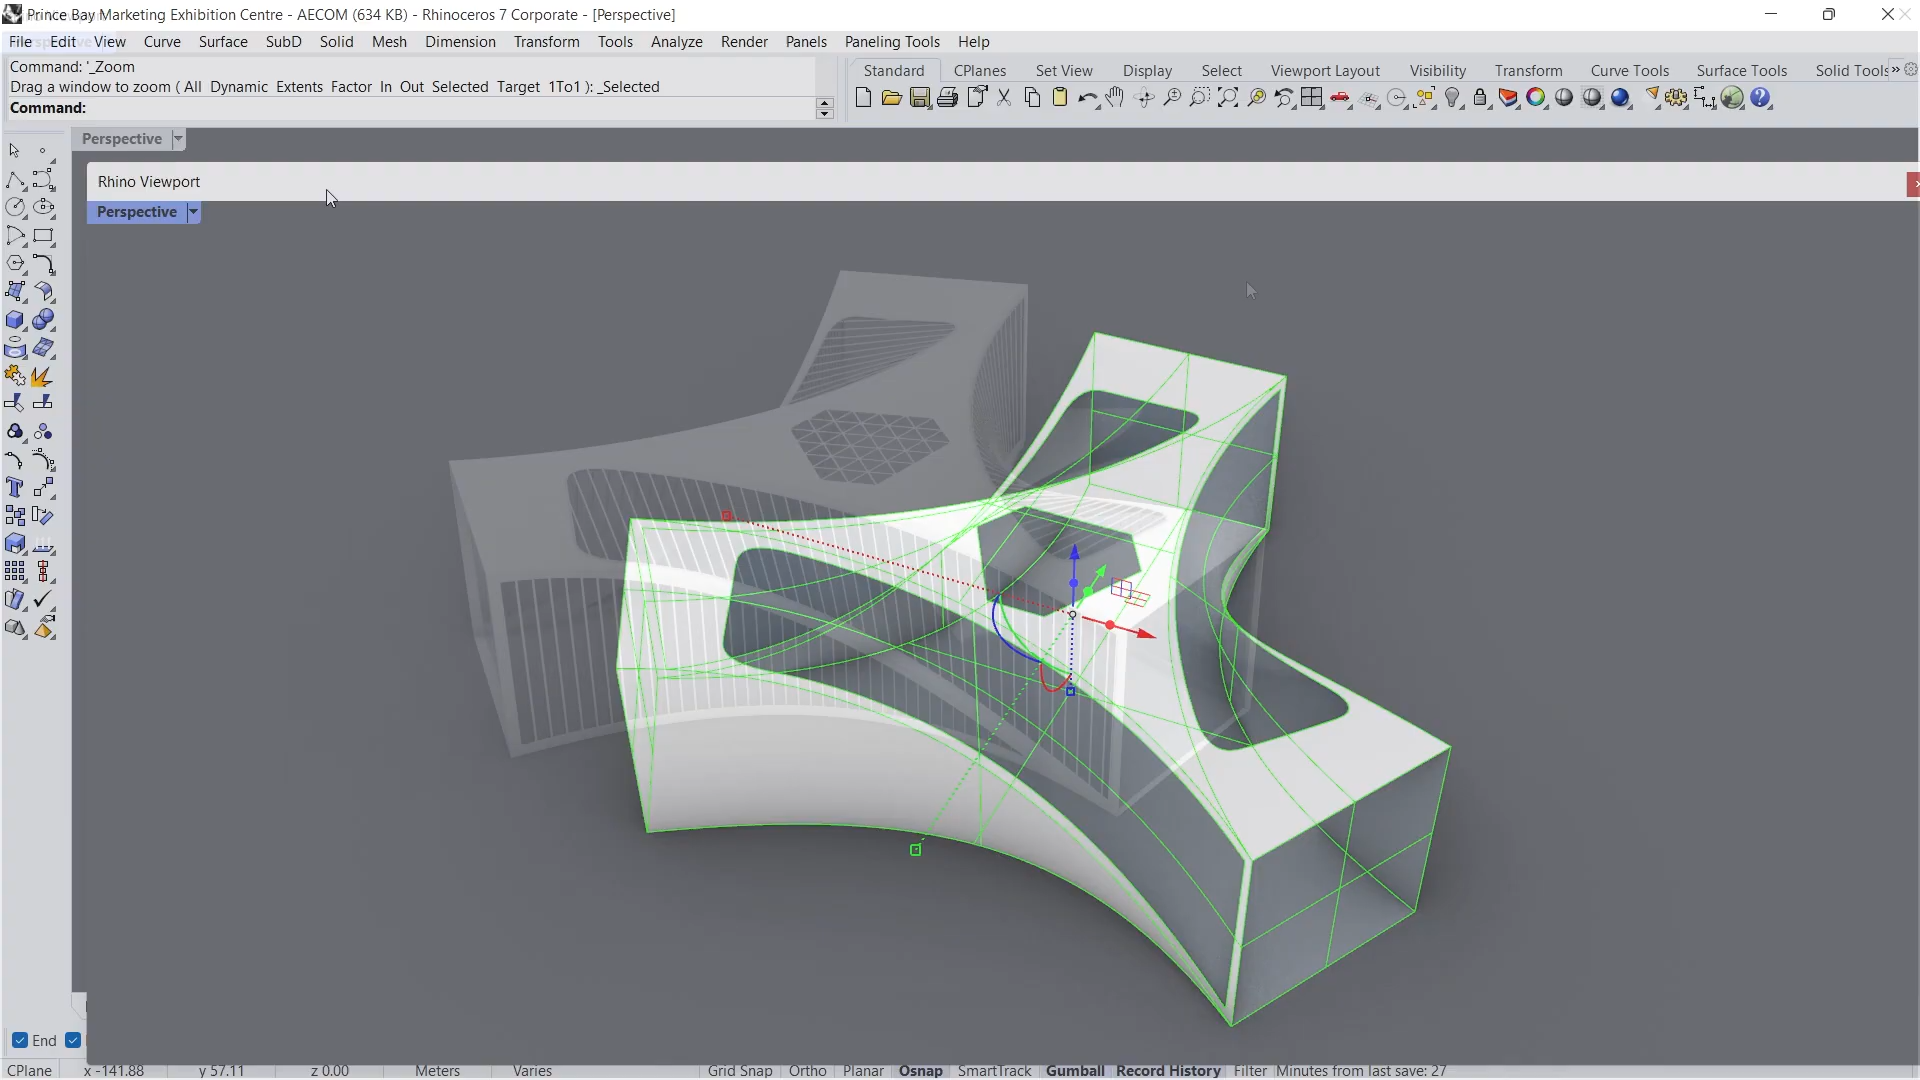 Prince Bay Marketing Exhibition Centre - AECOM (634 KB) - Rhinoceros 7 Corporate - [Perspective]
File Edit View Curve Surface SubD Solid Mesh Dimension Transform Tools Analyze Render Panels Paneling Tools Help
Command: '_Zoom
Drag a window to zoom ( All Dynamic Extents Factor In Out Selected Target 1To1 ): _Selected
Command:
Standard CPlanes Set View Display Select Viewport Layout Visibility Transform Curve Tools Surface Tools Solid Tools »
Perspective
Rhino Viewport
Perspective
End
CPlane x -141.88 y 57.11 z 0.00 Meters Varies Grid Snap Ortho Planar Osnap SmartTrack Gumball Record History Filter Minutes from last save: 27